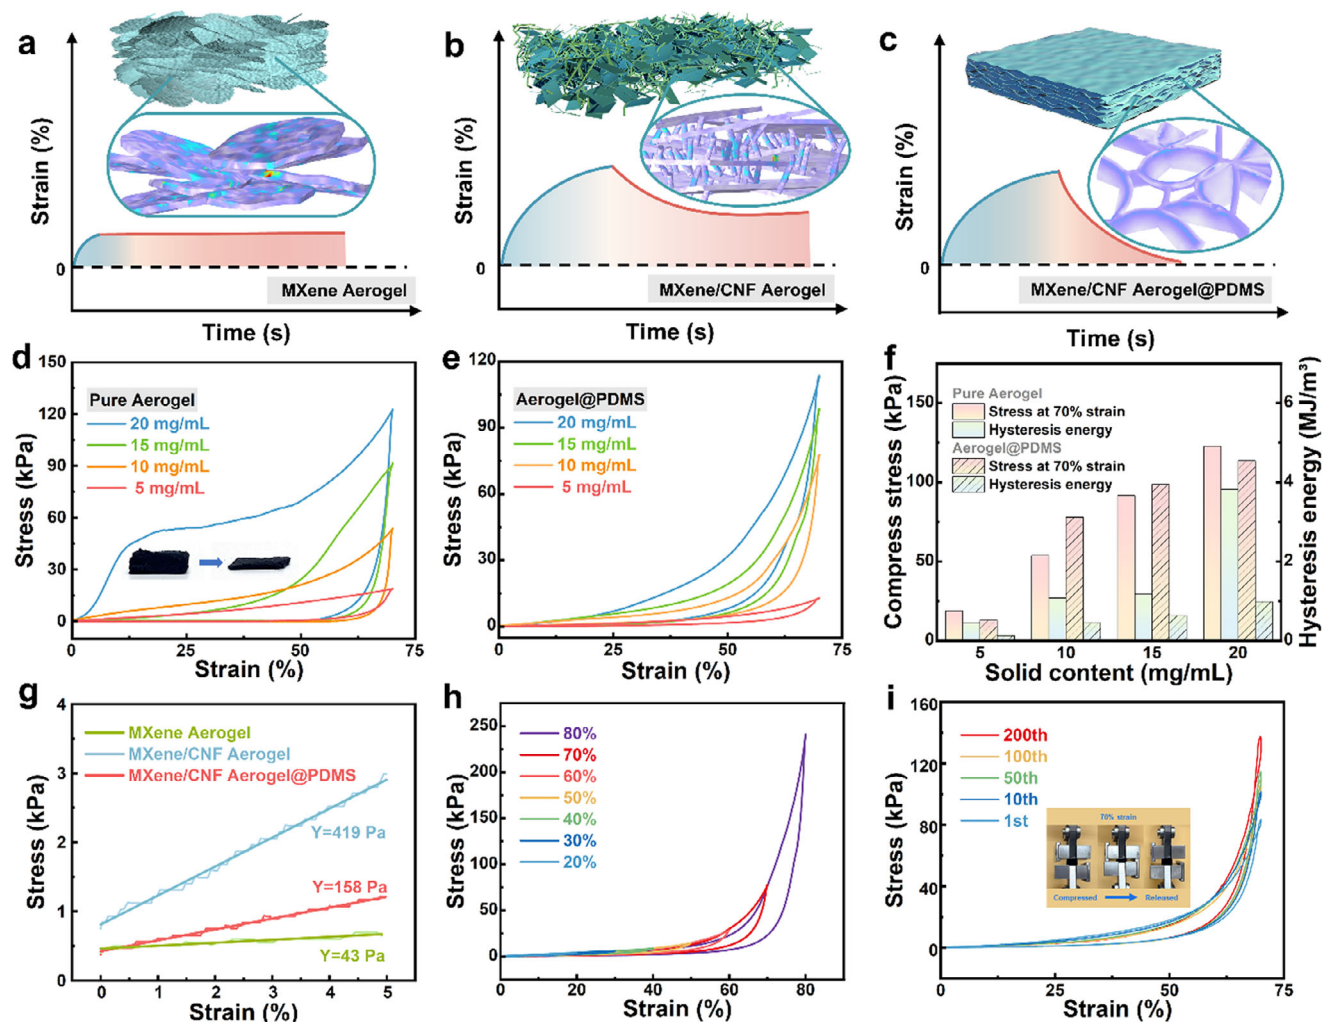 a
Strain (%)
0
MXene Aerogel
Time (s)
b
Strain (%)
0
MXene/CNF Aerogel
Time (s)
c
Strain (%)
0
MXene/CNF Aerogel@PDMS
Time (s)
d
150
120
90
60
30
0
Stress (kPa)
Pure Aerogel
20 mg/mL
15 mg/mL
10 mg/mL
5 mg/mL
0
25
50
75
Strain (%)
e
120
90
60
30
0
Stress (kPa)
Aerogel@PDMS
20 mg/mL
15 mg/mL
10 mg/mL
5 mg/mL
0
25
50
75
Strain (%)
f
150
100
50
0
Compress stress (kPa)
Pure Aerogel
Stress at 70% strain
Hysteresis energy
Aerogel@PDMS
Stress at 70% strain
Hysteresis energy
6
4
2
0
Hysteresis energy (MJ/m³)
5
10
15
20
Solid content (mg/mL)
g
4
3
2
1
0
Stress (kPa)
MXene Aerogel
MXene/CNF Aerogel
MXene/CNF Aerogel@PDMS
Y=419 Pa
Y=158 Pa
Y=43 Pa
0
1
2
3
4
5
Strain (%)
h
250
225
200
175
150
125
100
75
50
25
0
Stress (kPa)
80%
70%
60%
50%
40%
30%
20%
0
20
40
60
80
Strain (%)
i
160
120
80
40
0
Stress (kPa)
200th
100th
50th
10th
1st
70% strain
Compressed
Released
0
25
50
75
Strain (%)